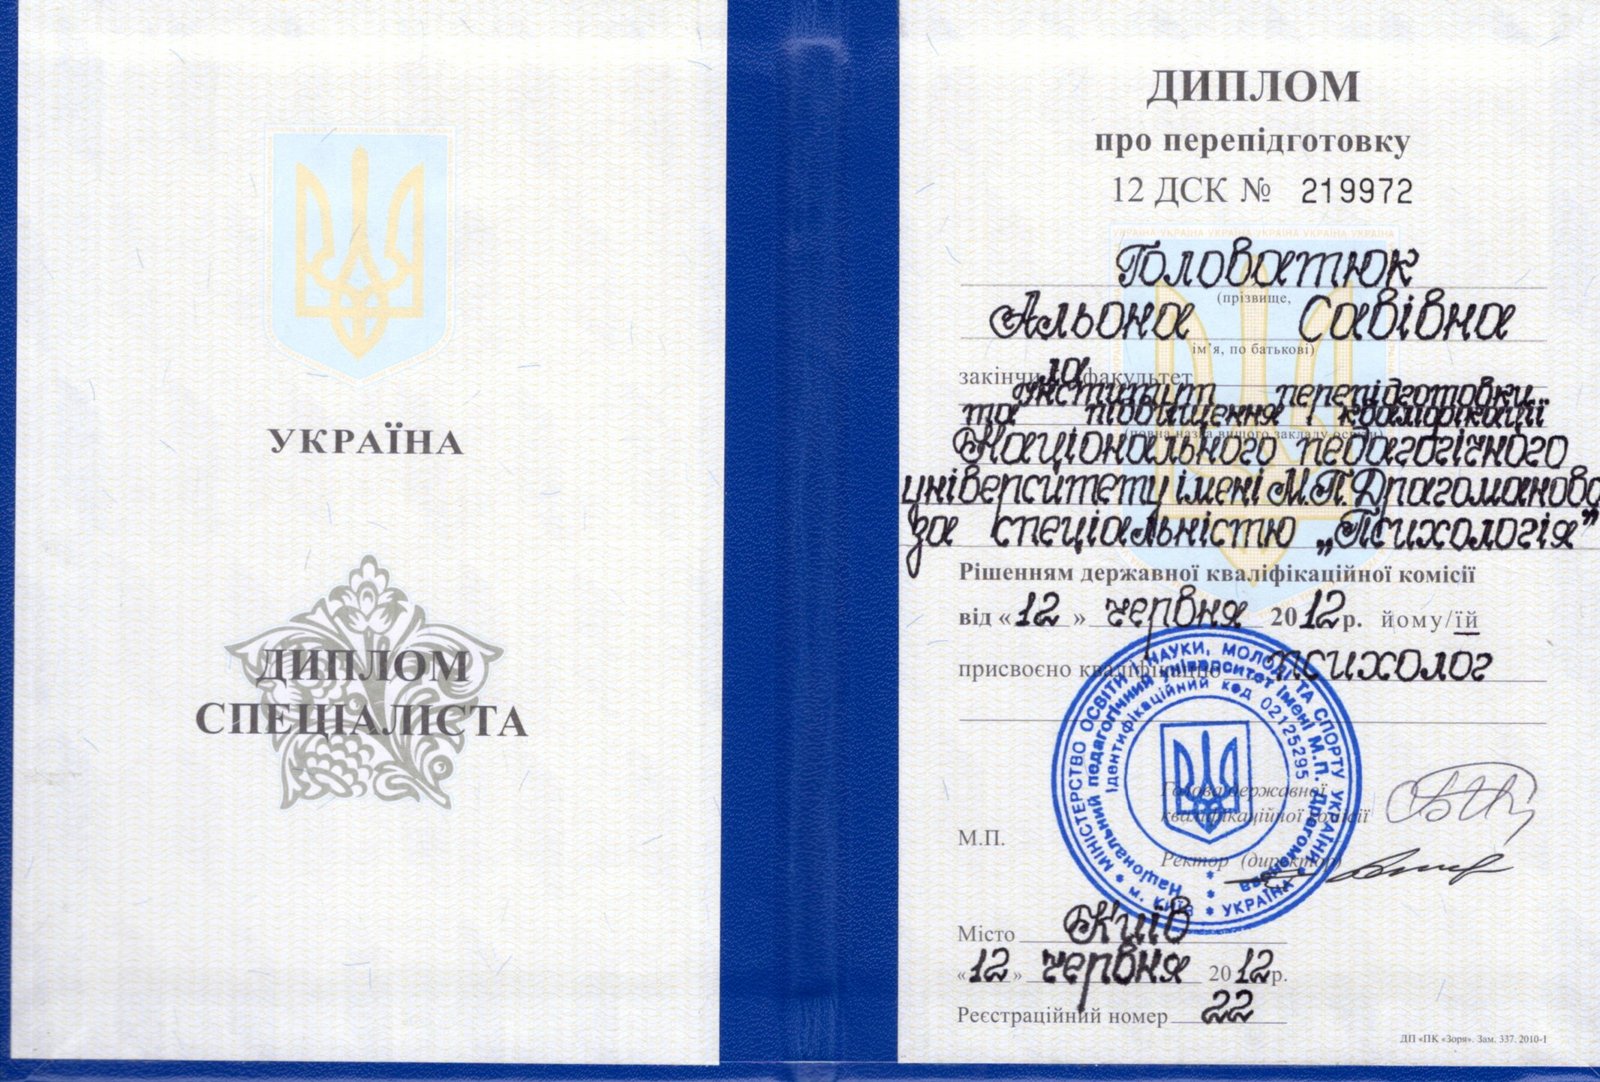 УКРАЇНА
ДИПЛОМ
СПЕЦІАЛІСТА
ДИПЛОМ
про перепідготовку
12 ДСК № 219972
Головатюк
(прізвище,
Альона Савівна
ім’я, по батькові)
закінчила факультет
інститут перепідготовки
та підвищення кваліфікації
(повна назва вищого закладу освіти)
Національного педагогічного
університету імені М.П.Драгоманова
за спеціальністю „Психологія”
Рішенням державної кваліфікаційної комісії
від «12» червня 2012р. йому/їй
присвоєно кваліфікацію психолог
МІНІСТЕРСТВО ОСВІТИ І НАУКИ, МОЛОДІ ТА СПОРТУ УКРАЇНИ
Національний педагогічний університет імені М.П. Драгоманова
Ідентифікаційний код 02125295
м. Київ * УКРАЇНА
Голова державної
кваліфікаційної комісії
М.П.
Ректор (директор)
Місто Київ
«12» червня 2012р.
Реєстраційний номер 22
ДП «ПК «Зоря». Зам. 337. 2010-1